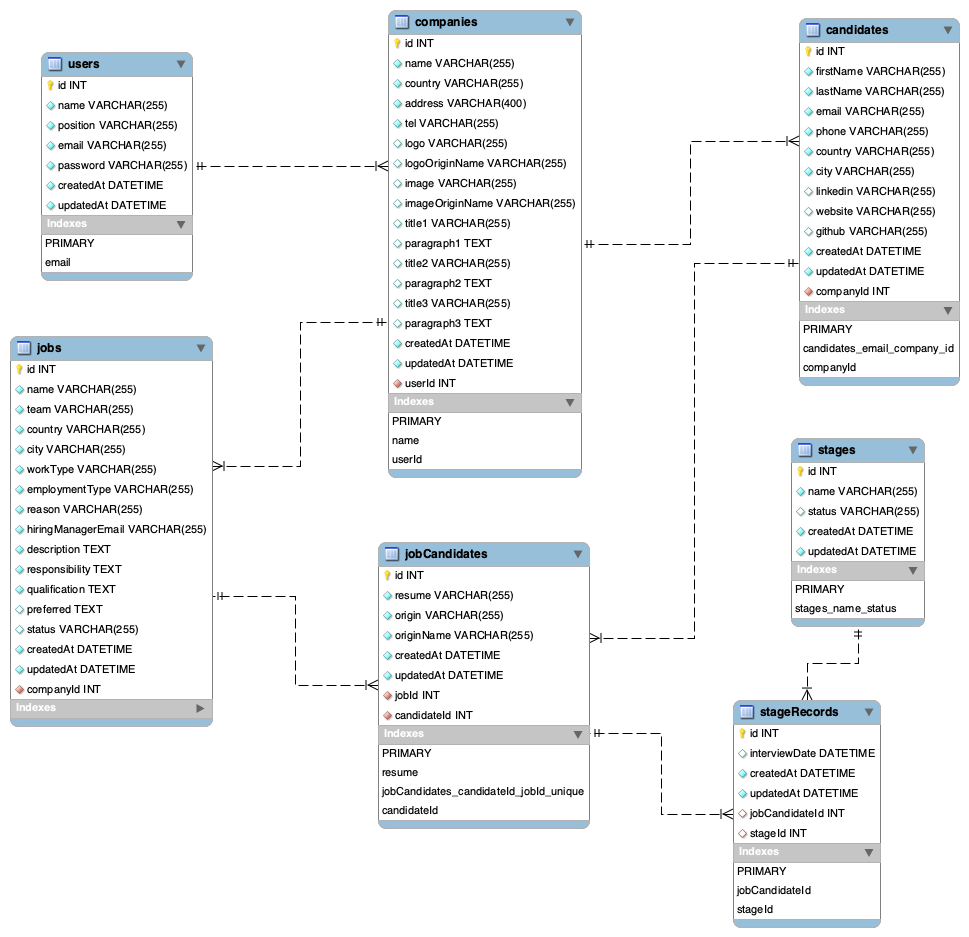 users
id INT
name VARCHAR(255)
position VARCHAR(255)
email VARCHAR(255)
password VARCHAR(255)
createdAt DATETIME
updatedAt DATETIME
Indexes
PRIMARY
email
companies
id INT
name VARCHAR(255)
country VARCHAR(255)
address VARCHAR(400)
tel VARCHAR(255)
logo VARCHAR(255)
logoOriginName VARCHAR(255)
image VARCHAR(255)
imageOriginName VARCHAR(255)
title1 VARCHAR(255)
paragraph1 TEXT
title2 VARCHAR(255)
paragraph2 TEXT
title3 VARCHAR(255)
paragraph3 TEXT
createdAt DATETIME
updatedAt DATETIME
userId INT
Indexes
PRIMARY
name
userId
candidates
id INT
firstName VARCHAR(255)
lastName VARCHAR(255)
email VARCHAR(255)
phone VARCHAR(255)
country VARCHAR(255)
city VARCHAR(255)
linkedin VARCHAR(255)
website VARCHAR(255)
github VARCHAR(255)
createdAt DATETIME
updatedAt DATETIME
companyId INT
Indexes
PRIMARY
candidates_email_company_id
companyId
jobs
id INT
name VARCHAR(255)
team VARCHAR(255)
country VARCHAR(255)
city VARCHAR(255)
workType VARCHAR(255)
employmentType VARCHAR(255)
reason VARCHAR(255)
hiringManagerEmail VARCHAR(255)
description TEXT
responsibility TEXT
qualification TEXT
preferred TEXT
status VARCHAR(255)
createdAt DATETIME
updatedAt DATETIME
companyId INT
Indexes
jobCandidates
id INT
resume VARCHAR(255)
origin VARCHAR(255)
originName VARCHAR(255)
createdAt DATETIME
updatedAt DATETIME
jobId INT
candidateId INT
Indexes
PRIMARY
resume
jobCandidates_candidateId_jobId_unique
candidateId
stages
id INT
name VARCHAR(255)
status VARCHAR(255)
createdAt DATETIME
updatedAt DATETIME
Indexes
PRIMARY
stages_name_status
stageRecords
id INT
interviewDate DATETIME
createdAt DATETIME
updatedAt DATETIME
jobCandidateId INT
stageId INT
Indexes
PRIMARY
jobCandidateId
stageId